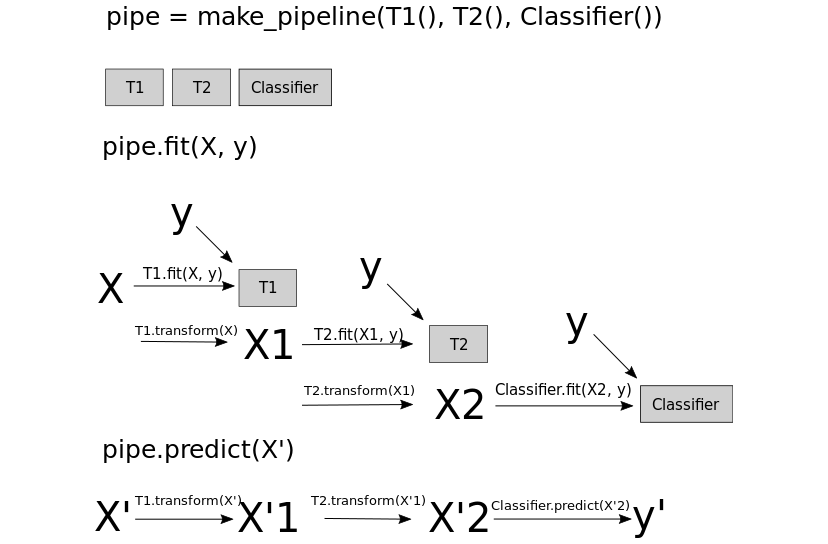 pipe = make_pipeline(T1(), T2(), Classifier())
T1 T2 Classifier
pipe.fit(X, y)
y
X T1.fit(X, y) T1
y
T1.transform(X) X1 T2.fit(X1, y) T2
y
T2.transform(X1) X2 Classifier.fit(X2, y) Classifier
pipe.predict(X')
X' T1.transform(X') X'1 T2.transform(X'1) X'2 Classifier.predict(X'2) y'